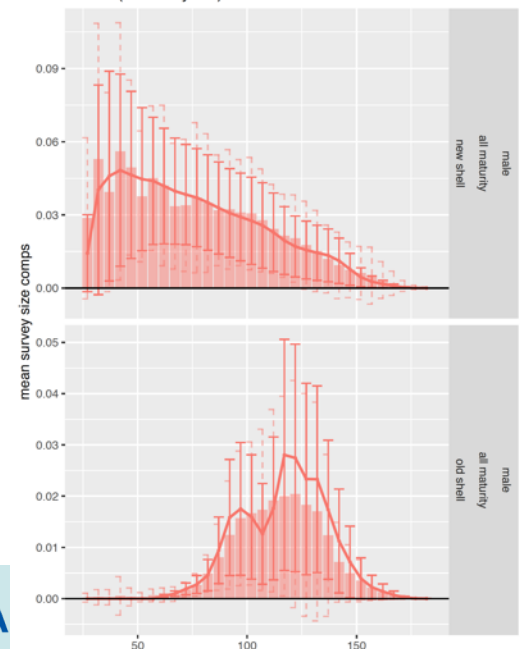 0.09
0.06
0.03
0.00
male
all maturity
new shell
mean survey size comps
0.05
0.04
0.03
0.02
0.01
0.00
male
all maturity
old shell
50
100
150
A